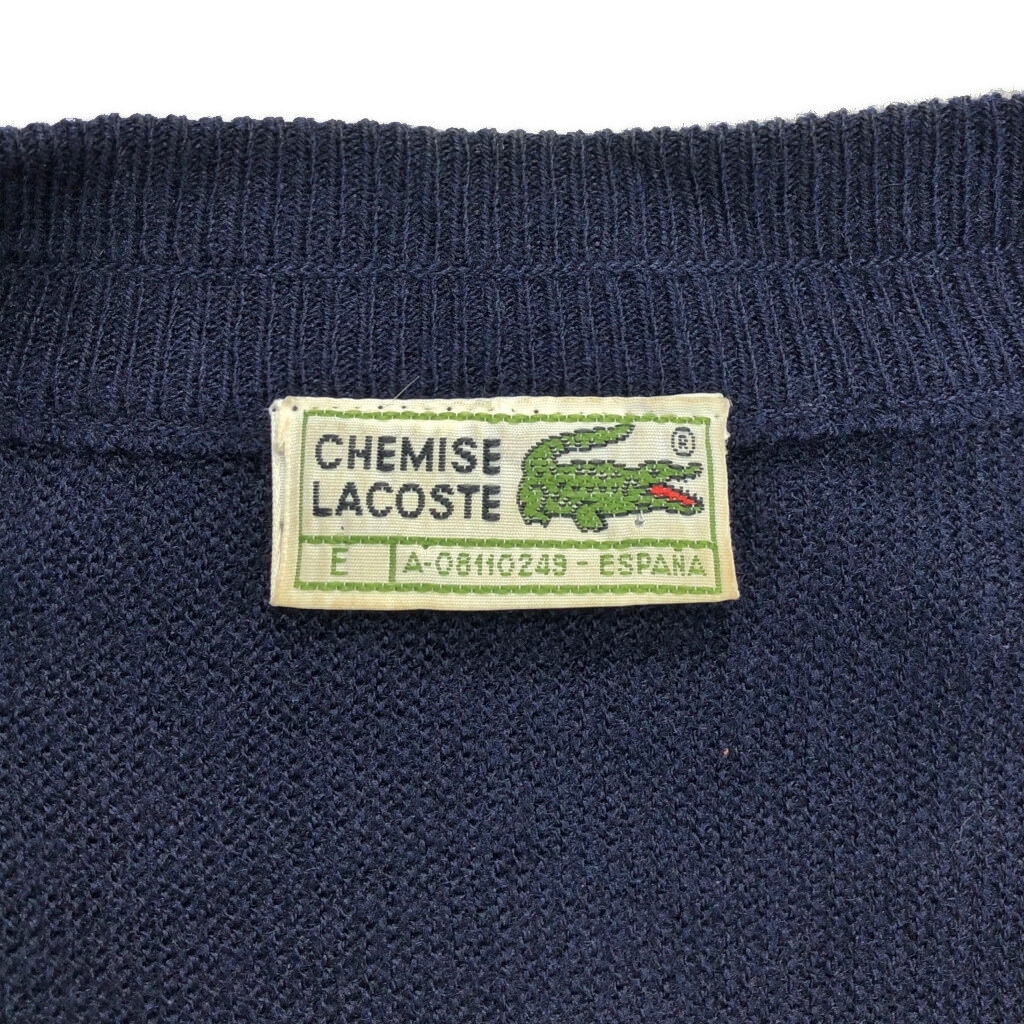 CHEMISE
LACOSTE
®
E A-08110249 - ESPAÑA